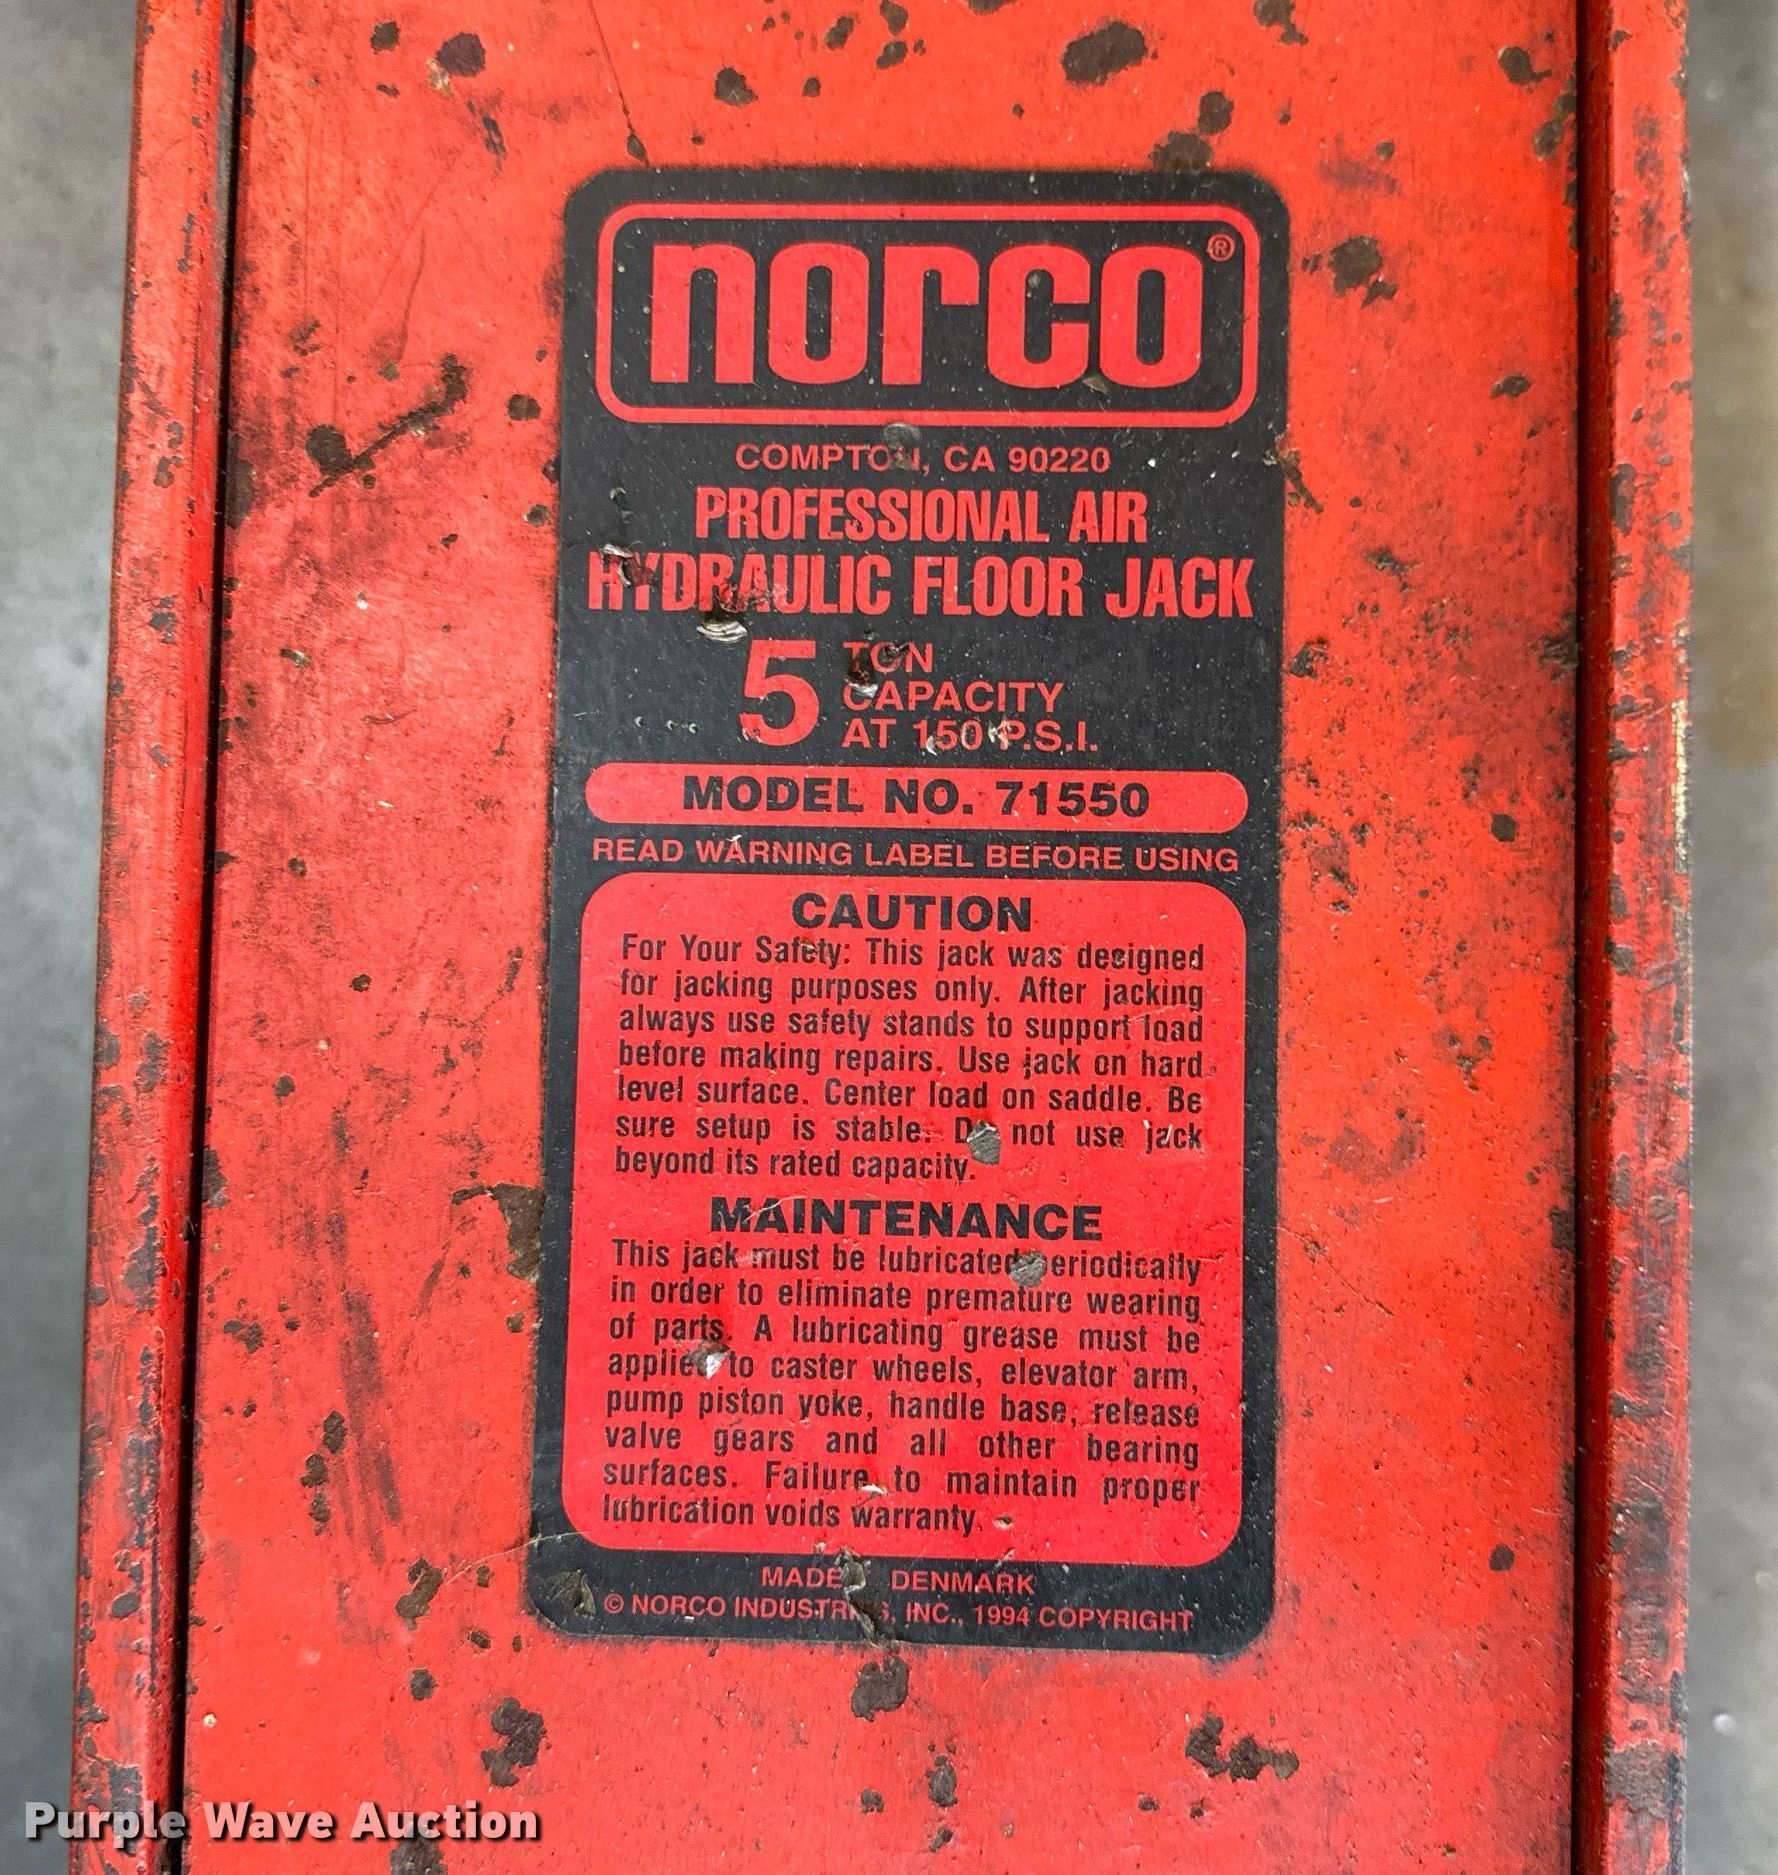 norco®
COMPTON, CA 90220
PROFESSIONAL AIR
HYDRAULIC FLOOR JACK
5 TON
CAPACITY
AT 150 P.S.I.
MODEL NO. 71550
READ WARNING LABEL BEFORE USING
CAUTION
For Your Safety: This jack was designed
for jacking purposes only. After jacking
always use safety stands to support load
before making repairs. Use jack on hard
level surface. Center load on saddle. Be
sure setup is stable. Do not use jack
beyond its rated capacity.
MAINTENANCE
This jack must be lubricated periodically
in order to eliminate premature wearing
of parts. A lubricating grease must be
applied to caster wheels, elevator arm,
pump piston yoke, handle base, release
valve gears and all other bearing
surfaces. Failure to maintain proper
lubrication voids warranty.
MADE DENMARK
© NORCO INDUSTRIES, INC., 1994 COPYRIGHT
Purple Wave Auction